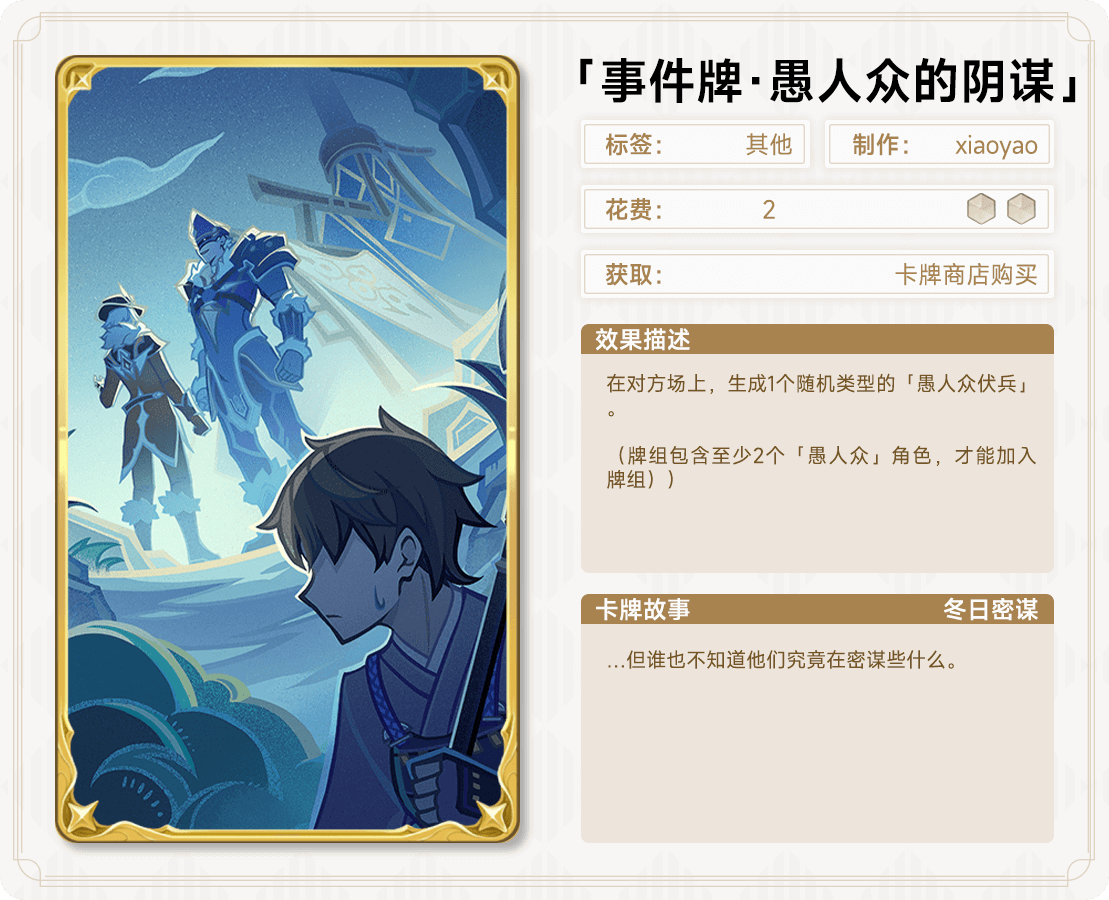 「事件牌·愚人众的阴谋」
标签： 其他 制作： xiaoyao
花费： 2
获取： 卡牌商店购买
效果描述
在对方场上，生成1个随机类型的「愚人众伏兵」
。
（牌组包含至少2个「愚人众」角色，才能加入
牌组））
卡牌故事 冬日密谋
...但谁也不知道他们究竟在密谋些什么。